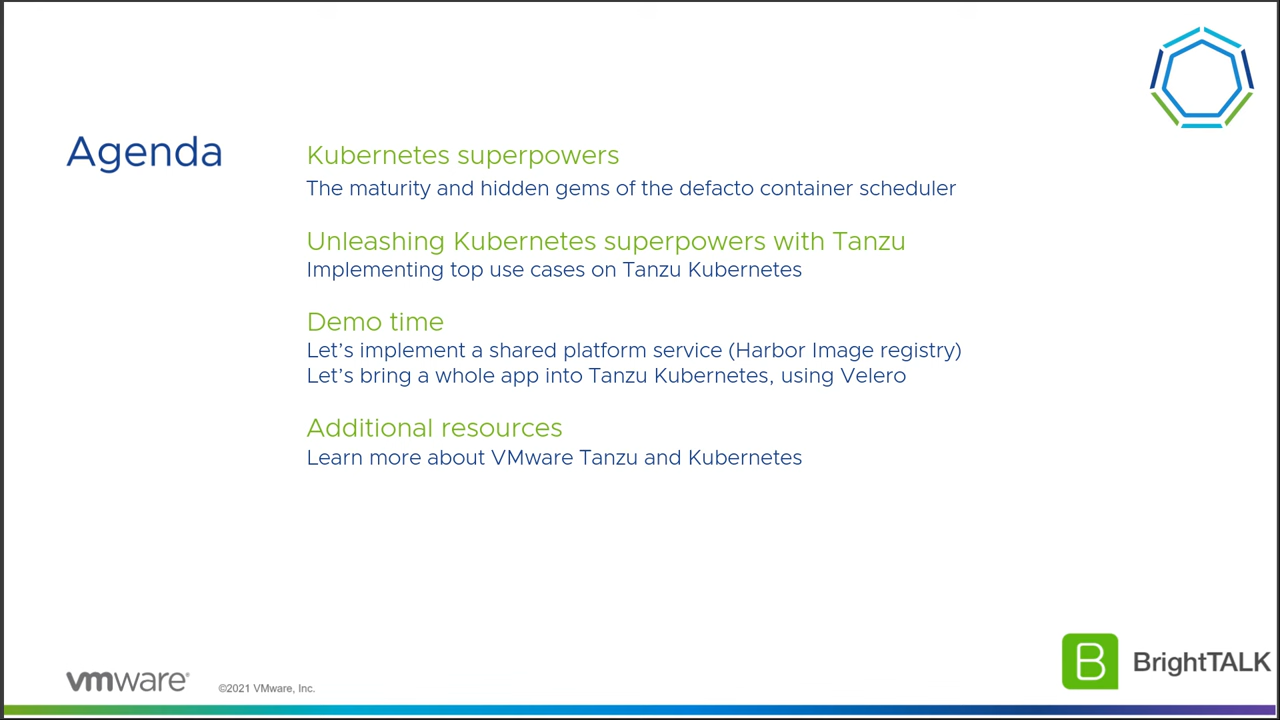 Agenda
Kubernetes superpowers
The maturity and hidden gems of the defacto container scheduler
Unleashing Kubernetes superpowers with Tanzu
Implementing top use cases on Tanzu Kubernetes
Demo time
Let’s implement a shared platform service (Harbor Image registry)
Let’s bring a whole app into Tanzu Kubernetes, using Velero
Additional resources
Learn more about VMware Tanzu and Kubernetes
vmware®
©2021 VMware, Inc.
B BrightTALK